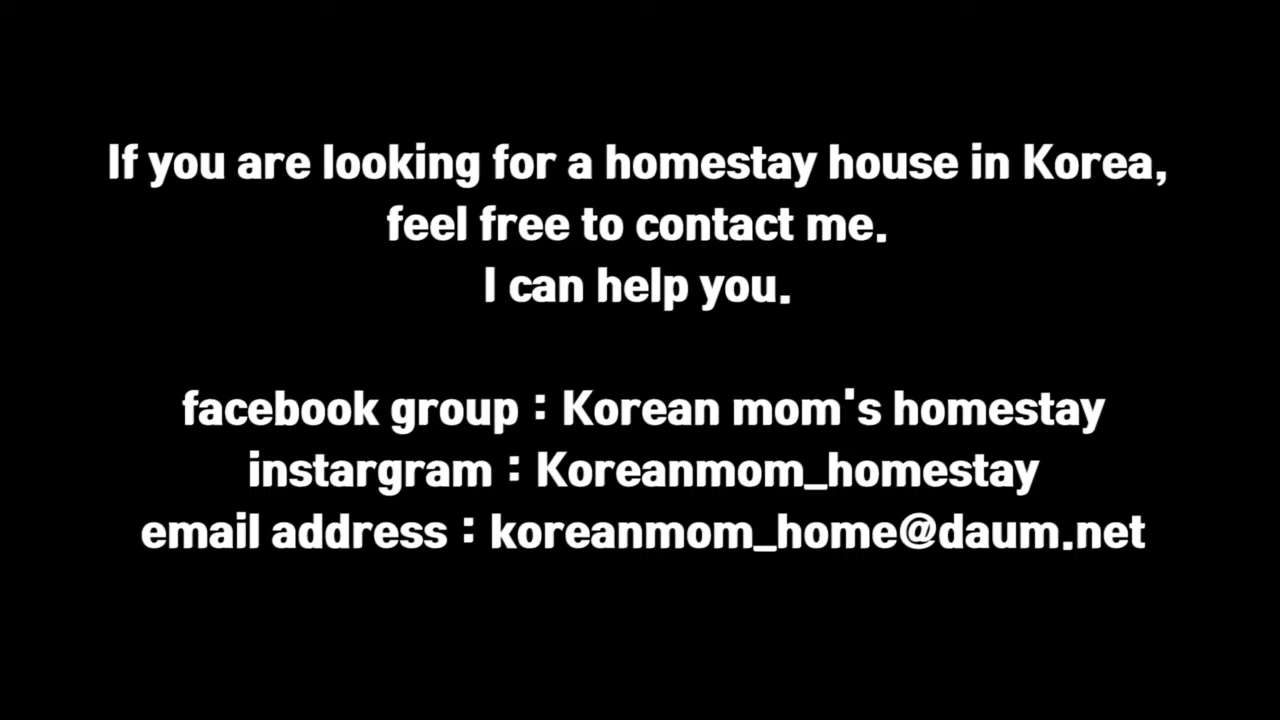 If you are looking for a homestay house in Korea,
feel free to contact me.
I can help you.
facebook group : Korean mom's homestay
instargram : Koreanmom_homestay
email address : koreanmom_home@daum.net